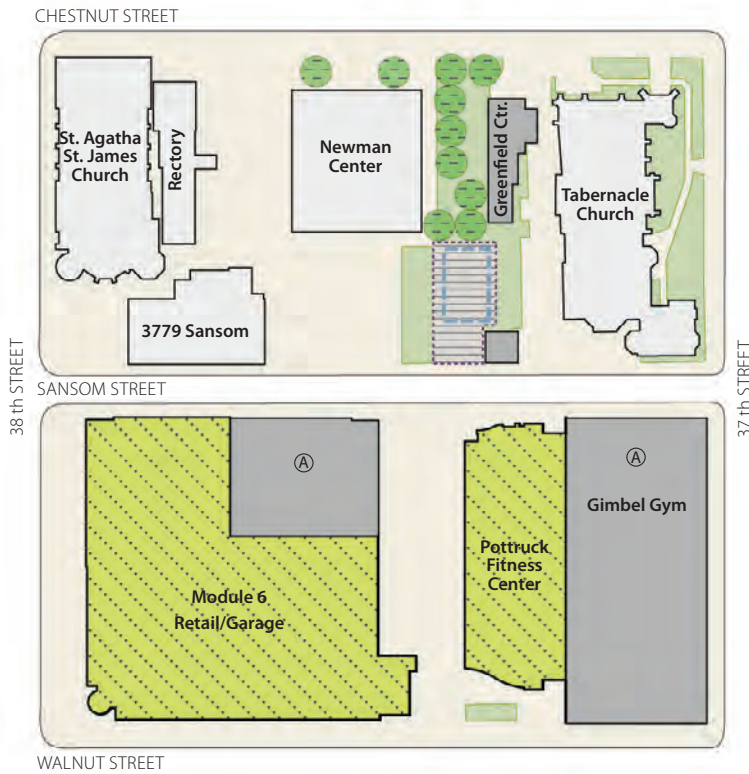 CHESTNUT STREET
St. Agatha
St. James
Church
Rectory
Newman
Center
Greenfield Ctr.
Tabernacle
Church
3779 Sansom
38 th STREET
37 th STREET
SANSOM STREET
A
A
Gimbel Gym
Pottruck
Fitness
Center
Module 6
Retail/Garage
WALNUT STREET